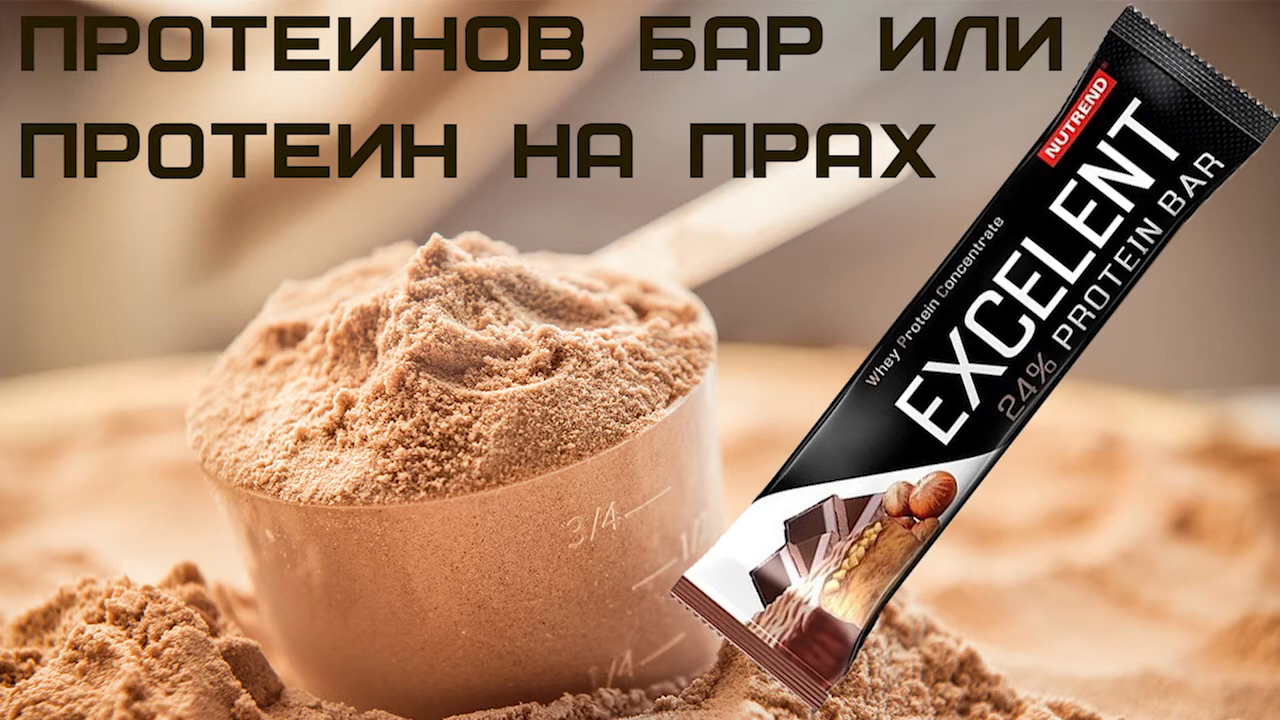 ПРОТЕИНОВ БАР ИЛИ
ПРОТЕИН НА ПРАХ
NUTREND
EXCELENT
24% PROTEIN BAR
Whey Protein Concentrate
3/4
1/4